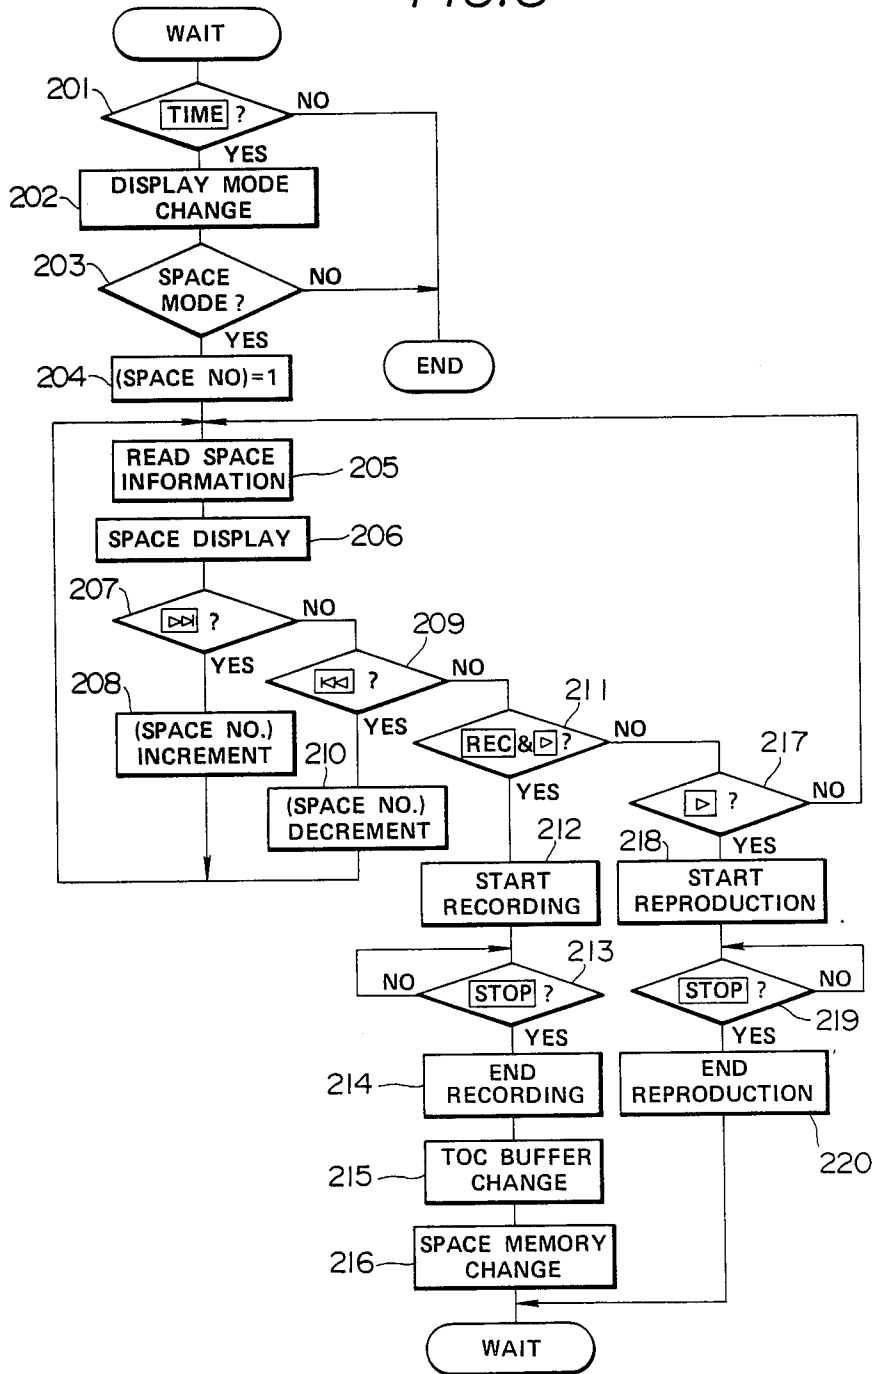 WAIT
201
TIME ?
NO
YES
202
DISPLAY MODE
CHANGE
203
SPACE
MODE ?
NO
YES
204
(SPACE NO)=1
END
READ SPACE
INFORMATION
205
SPACE DISPLAY
206
207
?
NO
YES
209
?
NO
YES
208
(SPACE NO.)
INCREMENT
210
(SPACE NO.)
DECREMENT
211
REC & ?
NO
YES
217
?
NO
YES
212
START
RECORDING
218
START
REPRODUCTION
213
STOP ?
NO
YES
STOP ?
NO
219
YES
214
END
RECORDING
END
REPRODUCTION
220
215
TOC BUFFER
CHANGE
216
SPACE MEMORY
CHANGE
WAIT